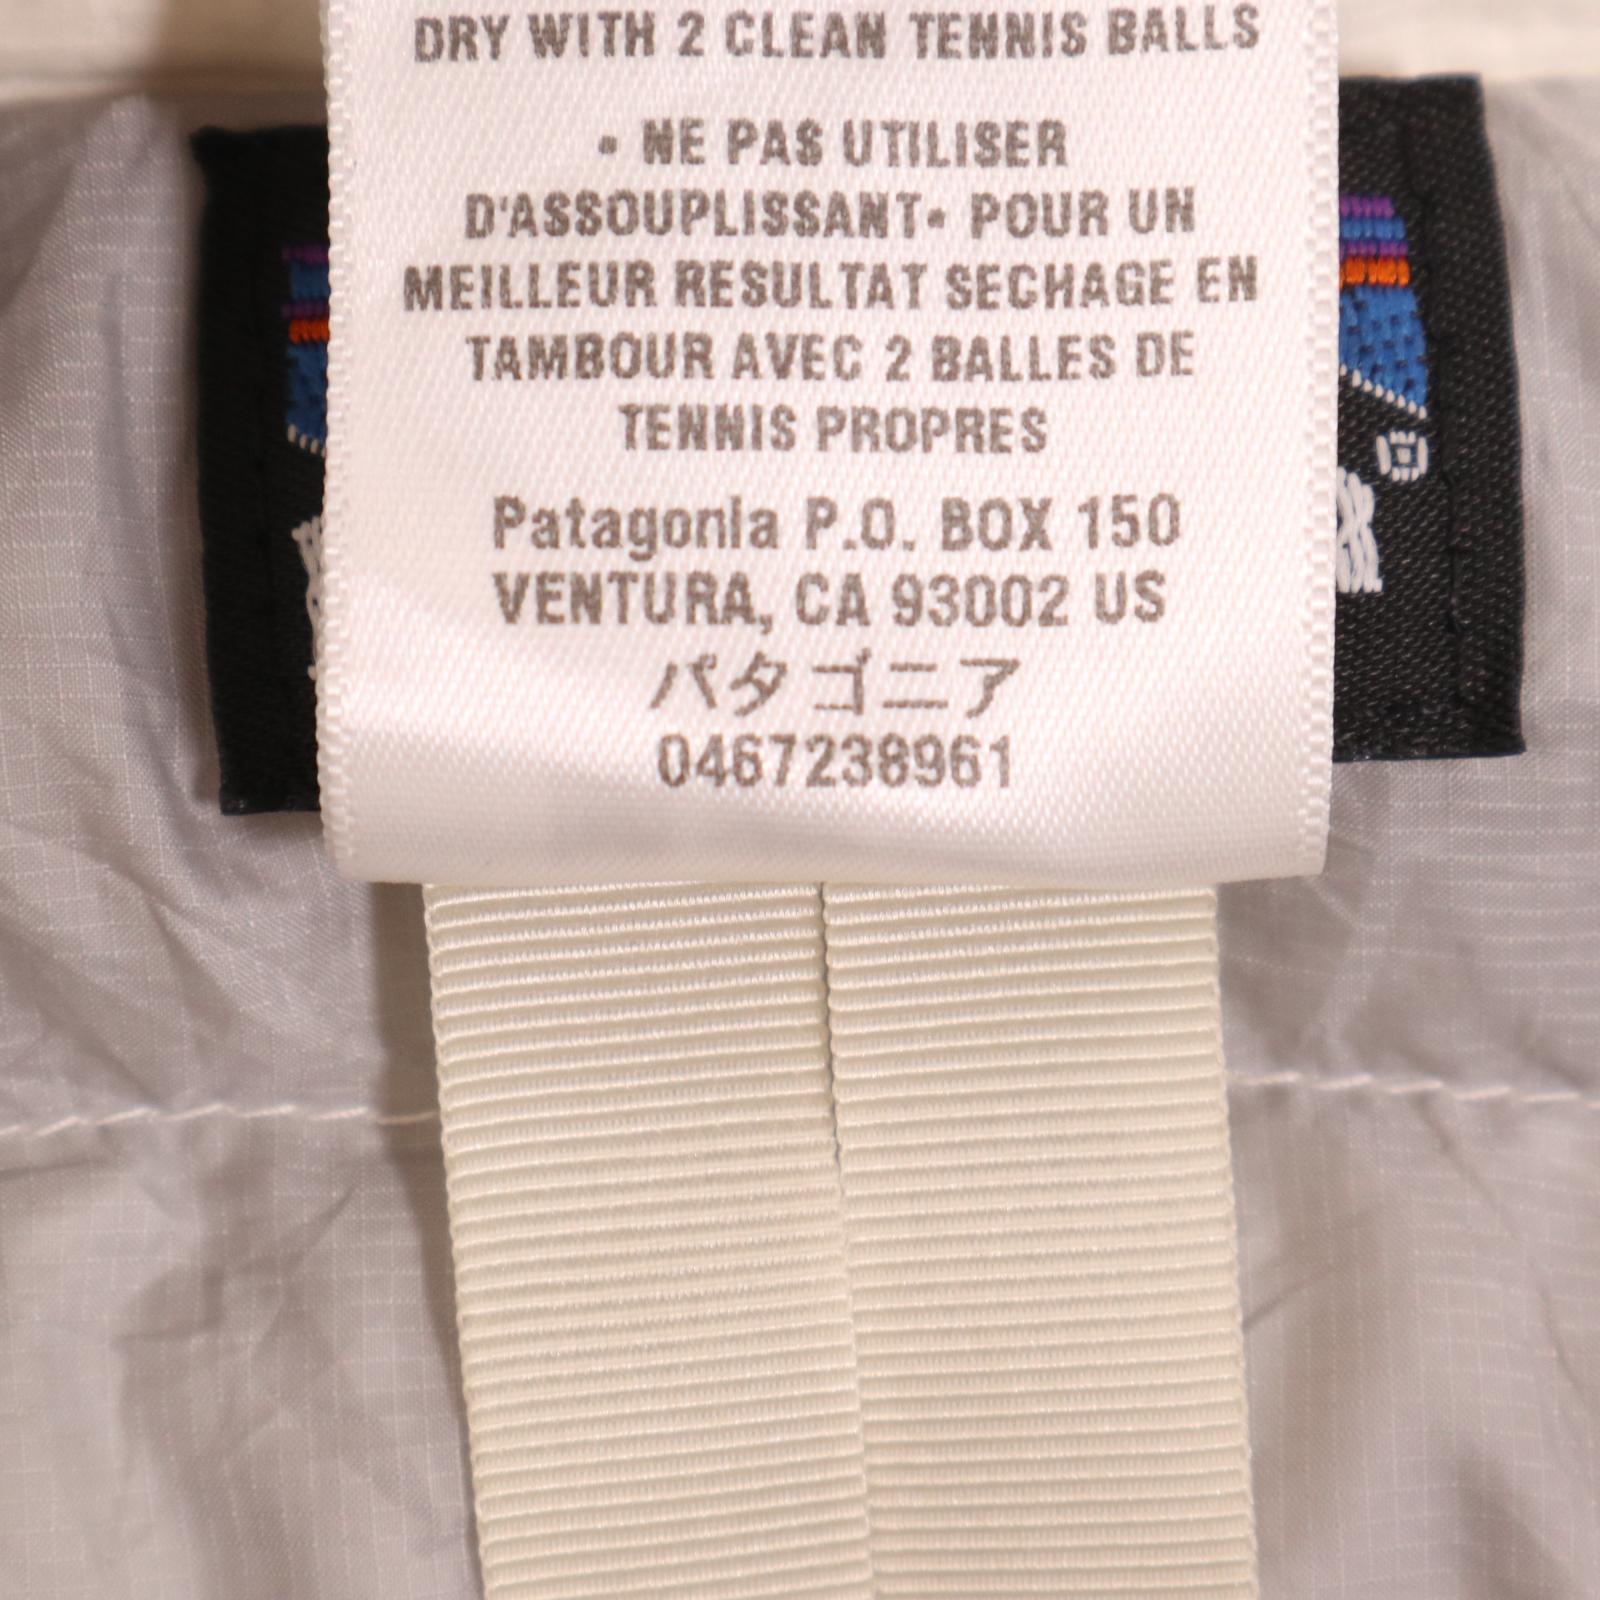 DRY WITH 2 CLEAN TENNIS BALLS
• NE PAS UTILISER
D'ASSOUPLISSANT• POUR UN
MEILLEUR RESULTAT SECHAGE EN
TAMBOUR AVEC 2 BALLES DE
TENNIS PROPRES
Patagonia P.O. BOX 150
VENTURA, CA 93002 US
パタゴニア
0467238961